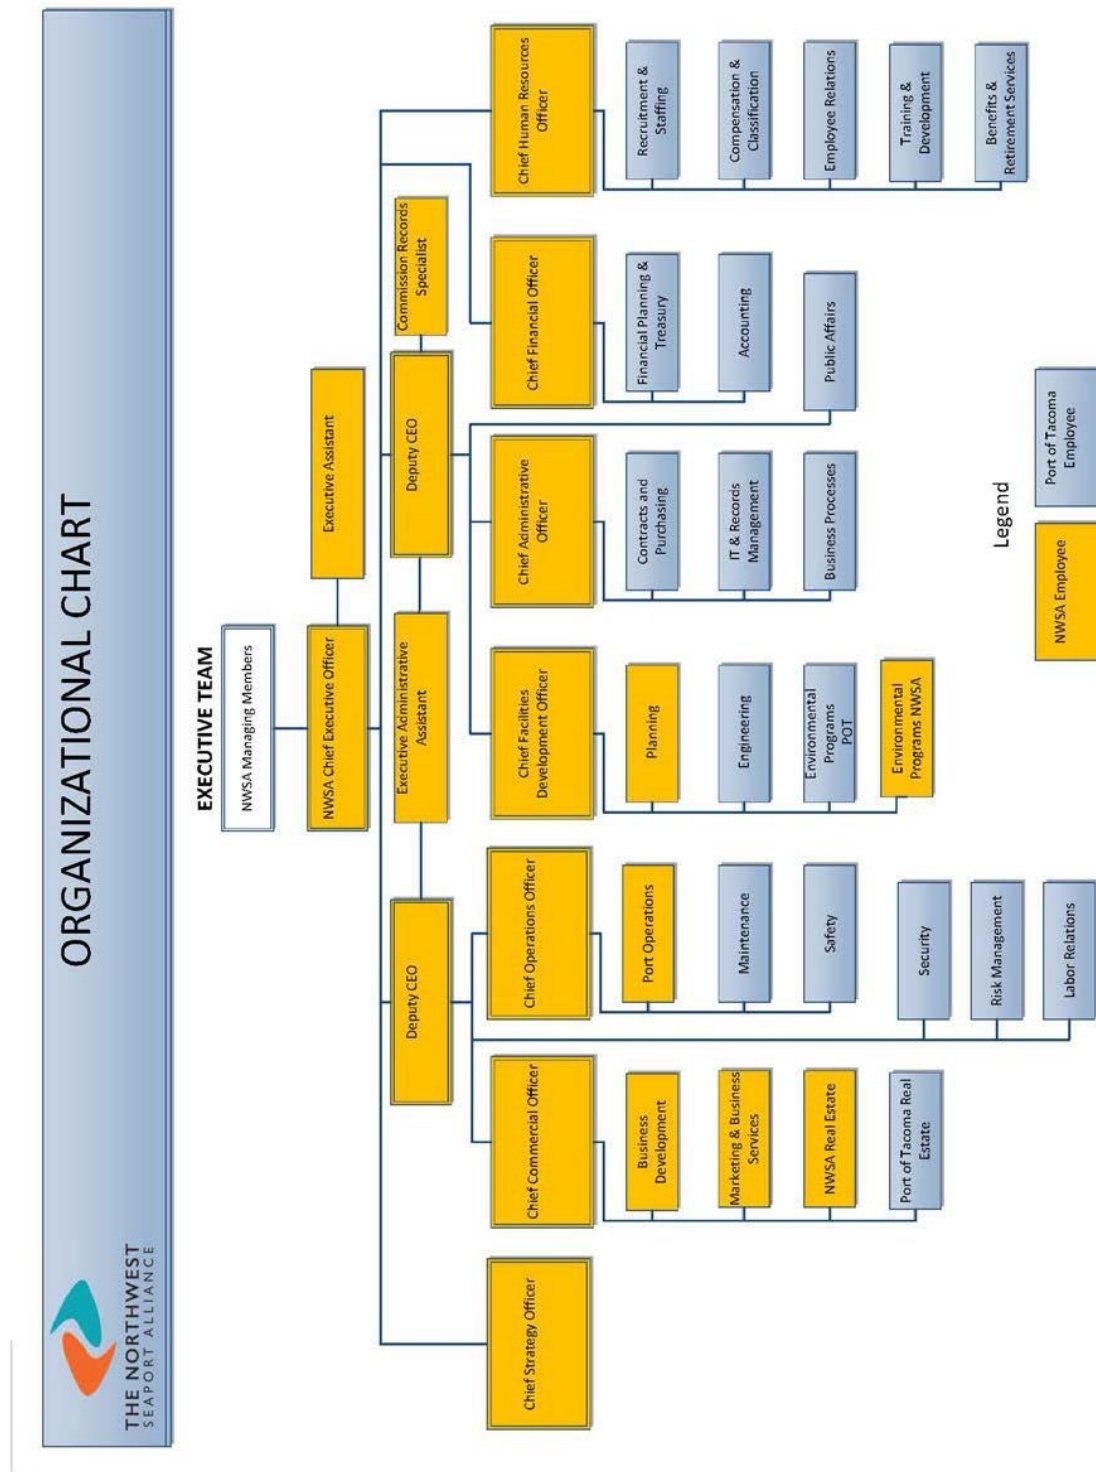 ORGANIZATIONAL CHART
THE NORTHWEST
SEAPORT ALLIANCE
EXECUTIVE TEAM
NWSA Managing Members
NWSA Chief Executive Officer
Executive Assistant
Deputy CEO
Executive Administrative
Assistant
Deputy CEO
Commission Records
Specialist
Chief Strategy Officer
Chief Commercial Officer
Chief Operations Officer
Chief Facilities
Development Officer
Chief Administrative
Officer
Chief Financial Officer
Chief Human Resources
Officer
Business
Development
Marketing & Business
Services
NWSA Real Estate
Port of Tacoma Real
Estate
Port Operations
Maintenance
Safety
Security
Risk Management
Labor Relations
Planning
Engineering
Environmental
Programs
POT
Environmental
Programs NWSA
Contracts and
Purchasing
IT & Records
Management
Business Processes
Public Affairs
Financial Planning &
Treasury
Accounting
Recruitment &
Staffing
Compensation &
Classification
Employee Relations
Training &
Development
Benefits &
Retirement Services
Legend
NWSA Employee
Port of Tacoma
Employee